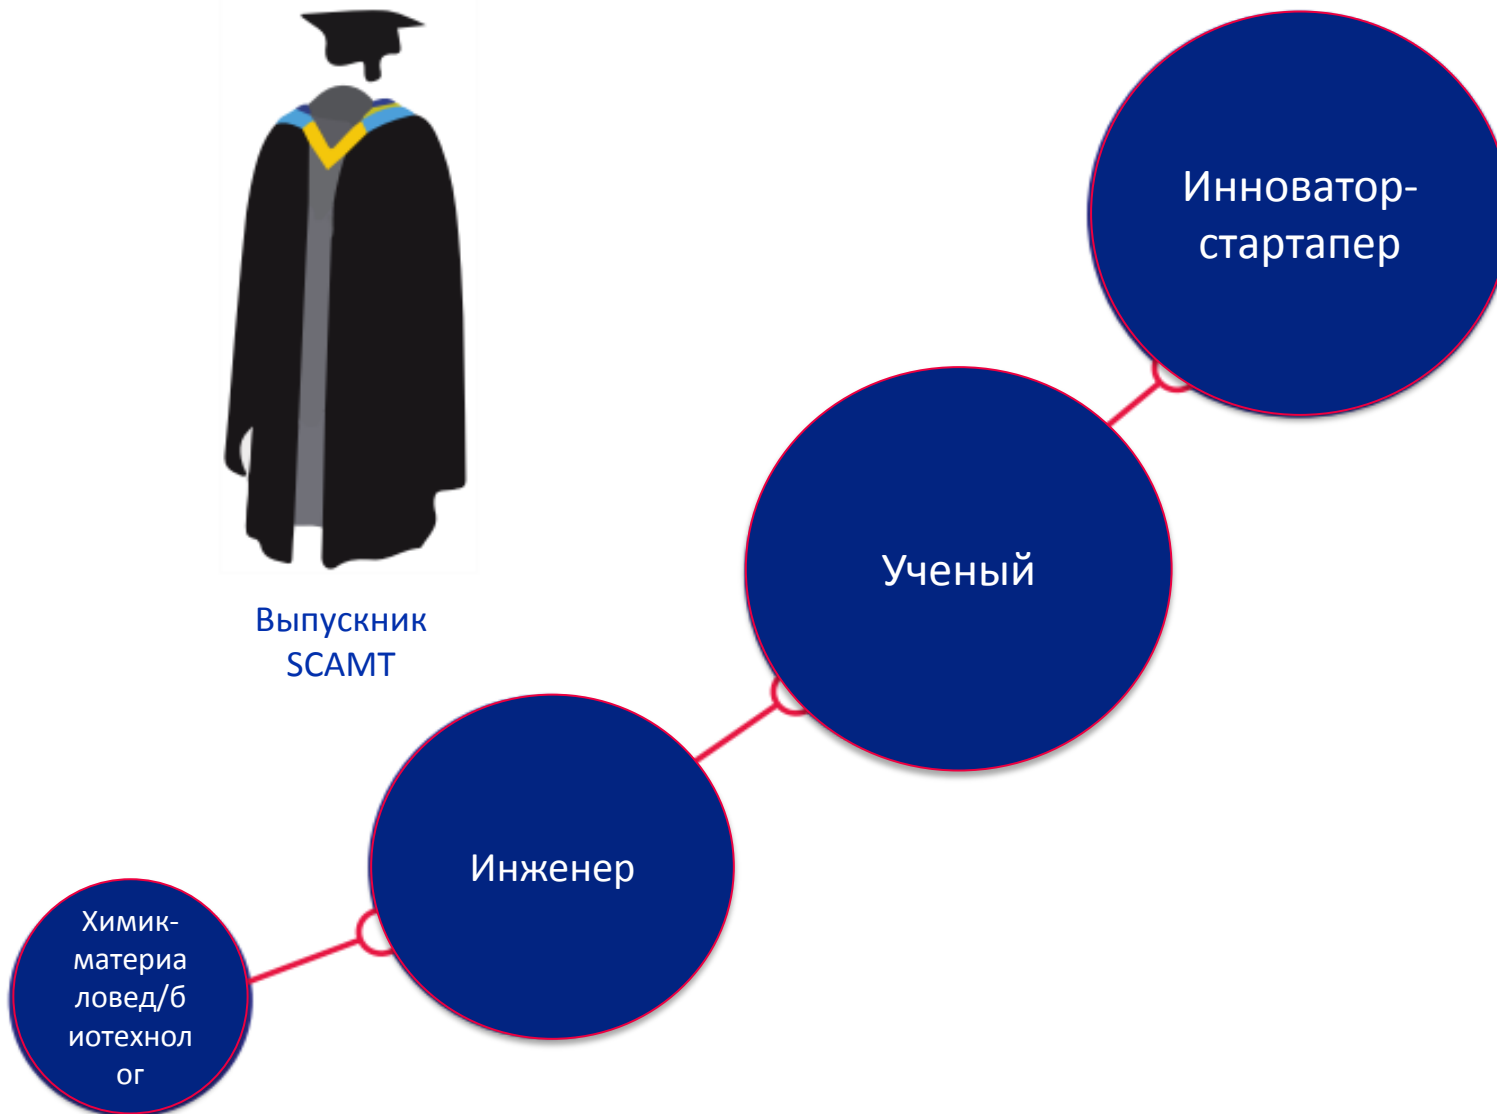 Инноватор-
стартапер
Ученый
Выпускник
SCAMT
Инженер
Химик-
материа
ловед/б
иотехнол
ог